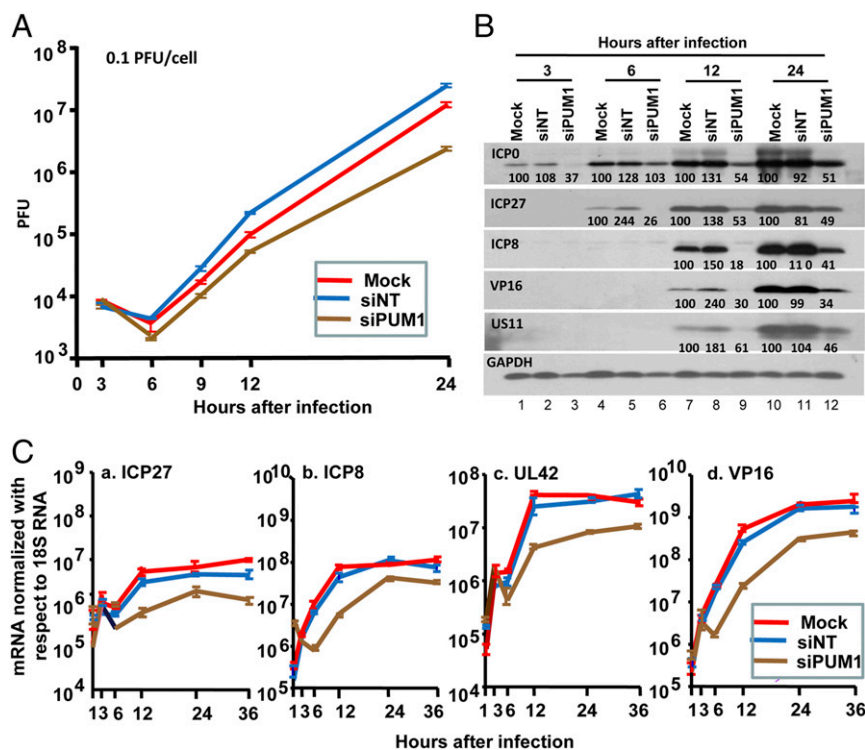 A
0.1 PFU/cell
10^8
10^7
10^6
10^5
10^4
10^3
PFU
0 3 6 9 12 24
Hours after infection
Mock
siNT
siPUM1
B
Hours after infection
3 6 12 24
Mock siNT siPUM1 Mock siNT siPUM1 Mock siNT siPUM1 Mock siNT siPUM1
ICP0
100 108 37 100 128 103 100 131 54 100 92 51
ICP27
100 244 26 100 138 53 100 81 49
ICP8
100 150 18 100 11 0 41
VP16
100 240 30 100 99 34
US11
100 181 61 100 104 46
GAPDH
1 2 3 4 5 6 7 8 9 10 11 12
C
mRNA normalized with
respect to 18S RNA
a. ICP27
10^9
10^8
10^7
10^6
10^5
10^4
1 3 6 12 24 36
b. ICP8
10^10
10^9
10^8
10^7
10^6
10^5
1 3 6 12 24 36
c. UL42
10^8
10^7
10^6
10^5
10^4
1 3 6 12 24 36
d. VP16
10^10
10^9
10^8
10^7
10^6
10^5
1 3 6 12 24 36
Mock
siNT
siPUM1
Hours after infection